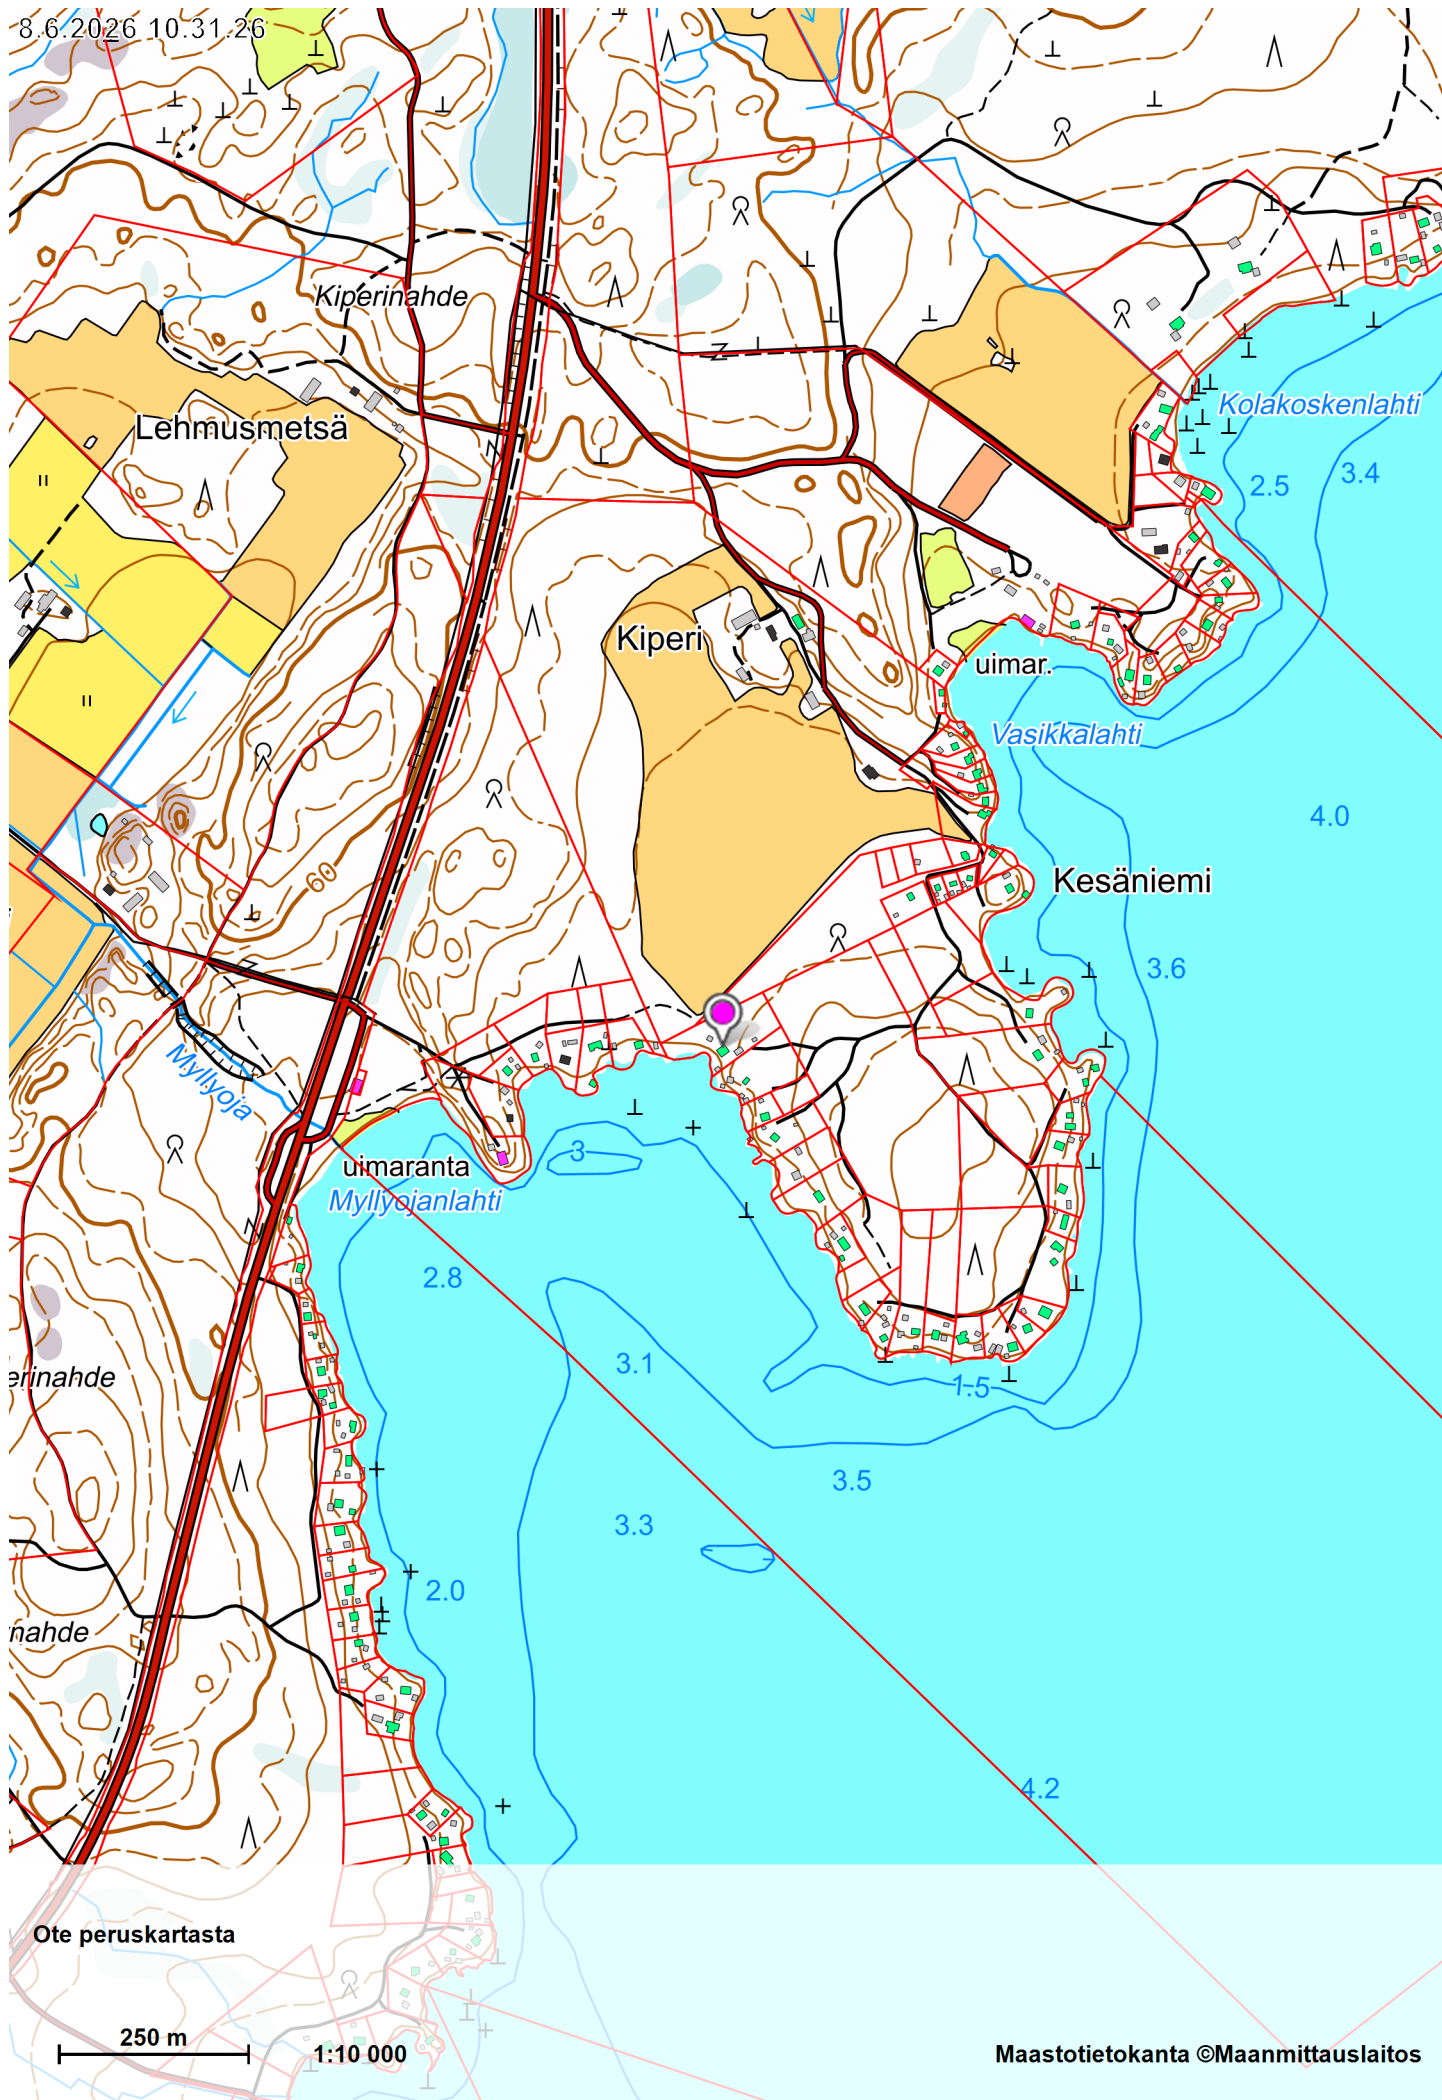 8.6.2026 10.31.26
Kiperinahde
Lehmusmetsä
Kolakoskenlahti
3.4
2.5
Kiperi
uimar.
Vasikkalahti
4.0
60
Kesäniemi
3.6
Myllyoja
3
uimaranta
Myllyojanlahti
2.8
3.1
erinahde
1.5
3.5
3.3
2.0
nahde
4.2
Ote peruskartasta
250 m
1:10 000
Maastotietokanta ©Maanmittauslaitos